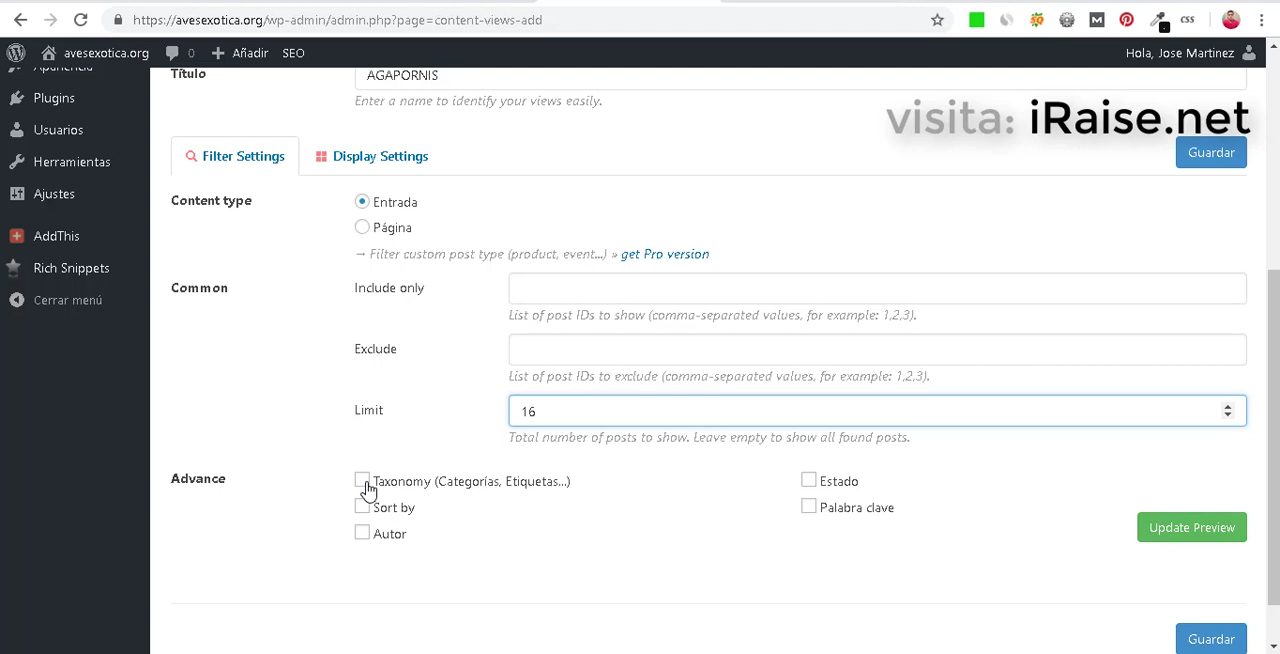 https://avesexotica.org/wp-admin/admin.php?page=content-views-add
CSS
avesexotica.org 0 Añadir SEO Hola, Jose Martinez
Apariencia
Plugins
Usuarios
Herramientas
Ajustes
AddThis
Rich Snippets
Cerrar menú
Título AGAPORNIS
Enter a name to identify your views easily.
visita: iRaise.net
Filter Settings Display Settings Guardar
Content type Entrada
Página
→ Filter custom post type (product, event...) » get Pro version
Common Include only
List of post IDs to show (comma-separated values, for example: 1,2,3).
Exclude
List of post IDs to exclude (comma-separated values, for example: 1,2,3).
Limit 16
Total number of posts to show. Leave empty to show all found posts.
Advance Taxonomy (Categorías, Etiquetas...) Estado
Sort by Palabra clave
Autor Update Preview
Guardar